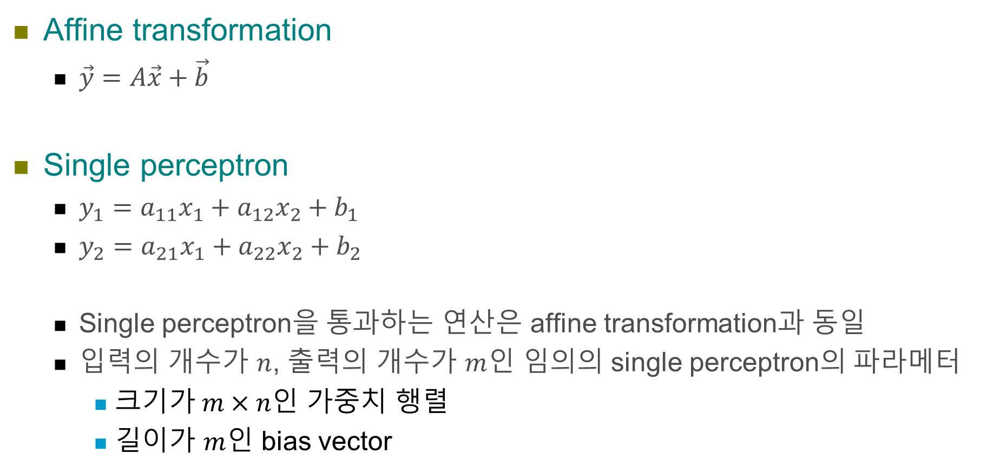 Affine transformation
$\vec{y} = A\vec{x} + \vec{b}$
Single perceptron
$y_1 = a_{11}x_1 + a_{12}x_2 + b_1$
$y_2 = a_{21}x_1 + a_{22}x_2 + b_2$
Single perceptron을 통과하는 연산은 affine transformation과 동일
입력의 개수가 $n$, 출력의 개수가 $m$인 임의의 single perceptron의 파라메터
크기가 $m \times n$인 가중치 행렬
길이가 $m$인 bias vector